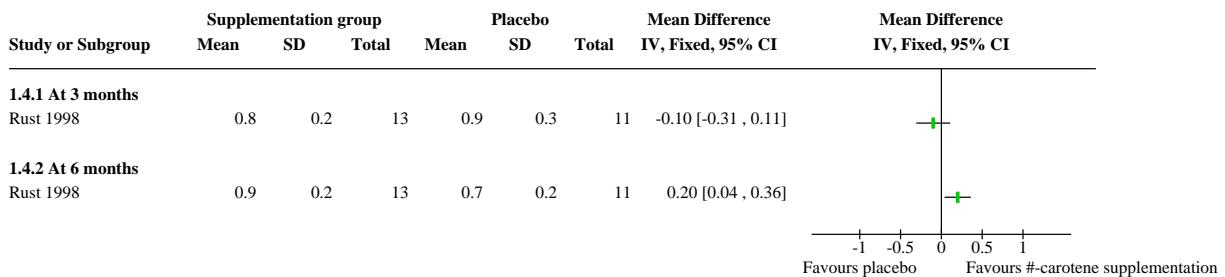 Supplementation group Placebo Mean Difference Mean Difference
Study or Subgroup Mean SD Total Mean SD Total IV, Fixed, 95% CI IV, Fixed, 95% CI
1.4.1 At 3 months
Rust 1998 0.8 0.2 13 0.9 0.3 11 -0.10 [-0.31 , 0.11]
1.4.2 At 6 months
Rust 1998 0.9 0.2 13 0.7 0.2 11 0.20 [0.04 , 0.36]
-1 -0.5 0 0.5 1
Favours placebo Favours #-carotene supplementation